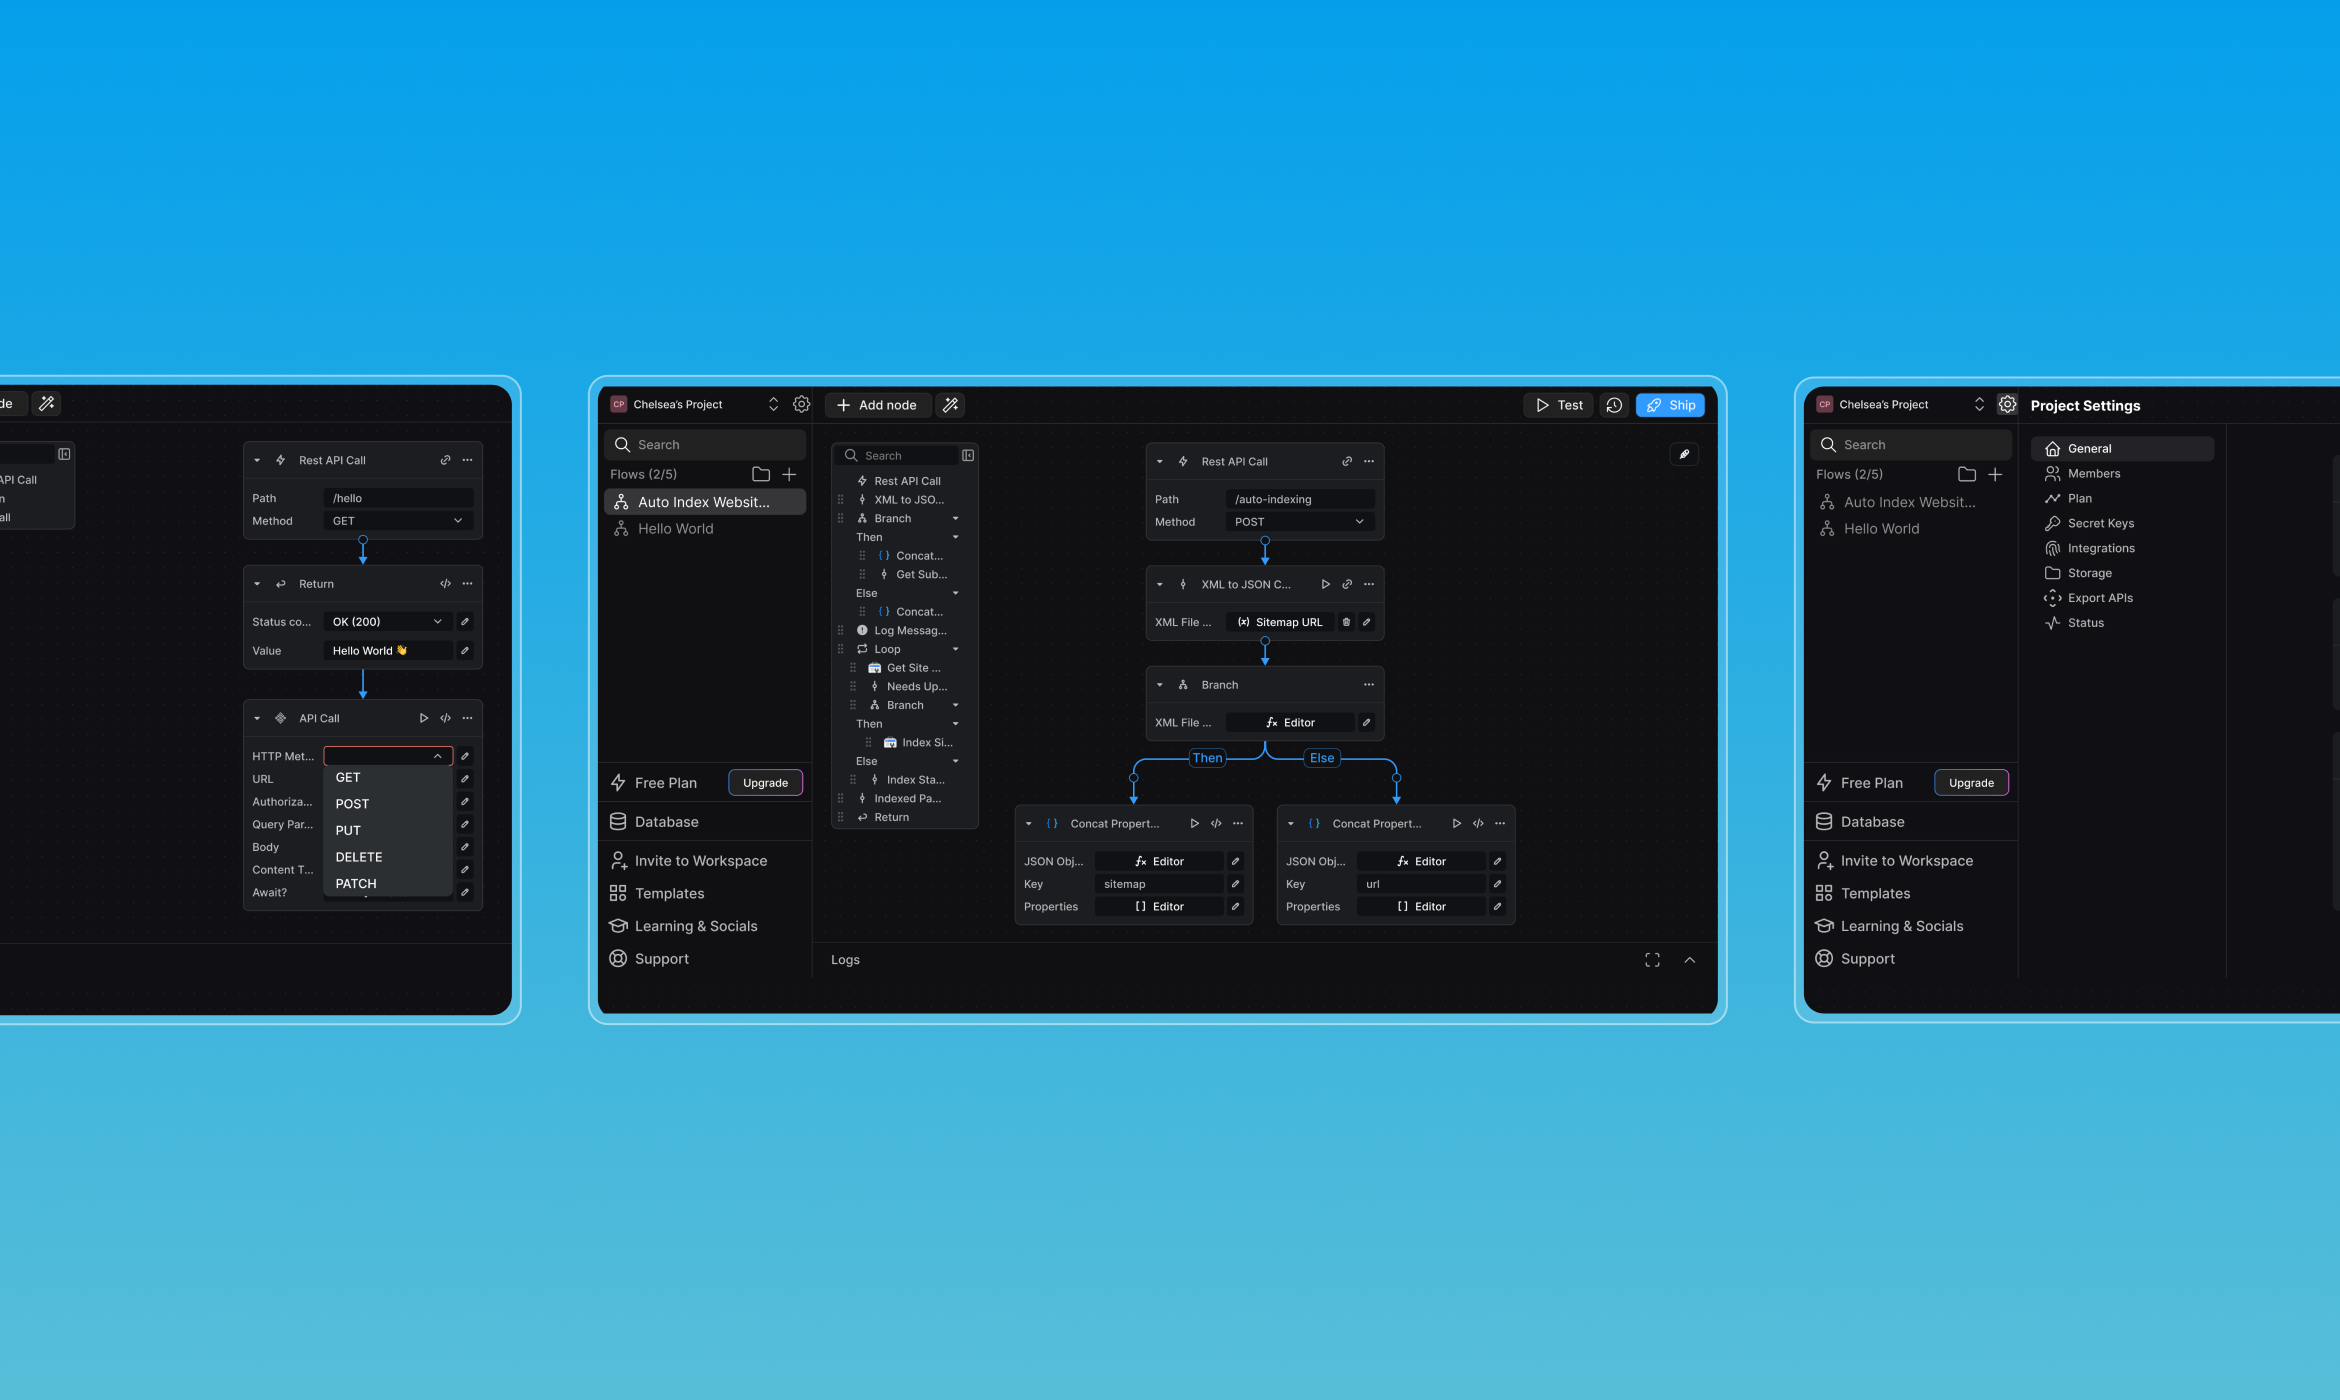 de
API Call
n
all
Rest API Call
Path
/hello
Method
GET
Return
Status co...
OK (200)
Value
Hello World 👋
API Call
HTTP Met...
URL
Authoriza...
Query Par...
Body
Content T...
Await?
GET
POST
PUT
DELETE
PATCH
CP
Chelsea's Project
Search
Flows (2/5)
Auto Index Websit...
Hello World
Free Plan
Upgrade
Database
Invite to Workspace
Templates
Learning & Socials
Support
Add node
Test
Ship
Search
Rest API Call
XML to JSO...
Branch
Then
Concat...
Get Sub...
Else
Concat...
Log Messag...
Loop
Get Site ...
Needs Up...
Branch
Then
Index Si...
Else
Index Sta...
Indexed Pa...
Return
Rest API Call
Path
/auto-indexing
Method
POST
XML to JSON C...
XML File ...
(x) Sitemap URL
Branch
XML File ...
fx Editor
Then
Else
Concat Propert...
JSON Obj...
fx Editor
Key
sitemap
Properties
[ ] Editor
Concat Propert...
JSON Obj...
fx Editor
Key
url
Properties
[ ] Editor
Logs
CP
Chelsea's Project
Search
Flows (2/5)
Auto Index Websit...
Hello World
Free Plan
Upgrade
Database
Invite to Workspace
Templates
Learning & Socials
Support
Project Settings
General
Members
Plan
Secret Keys
Integrations
Storage
Export APIs
Status